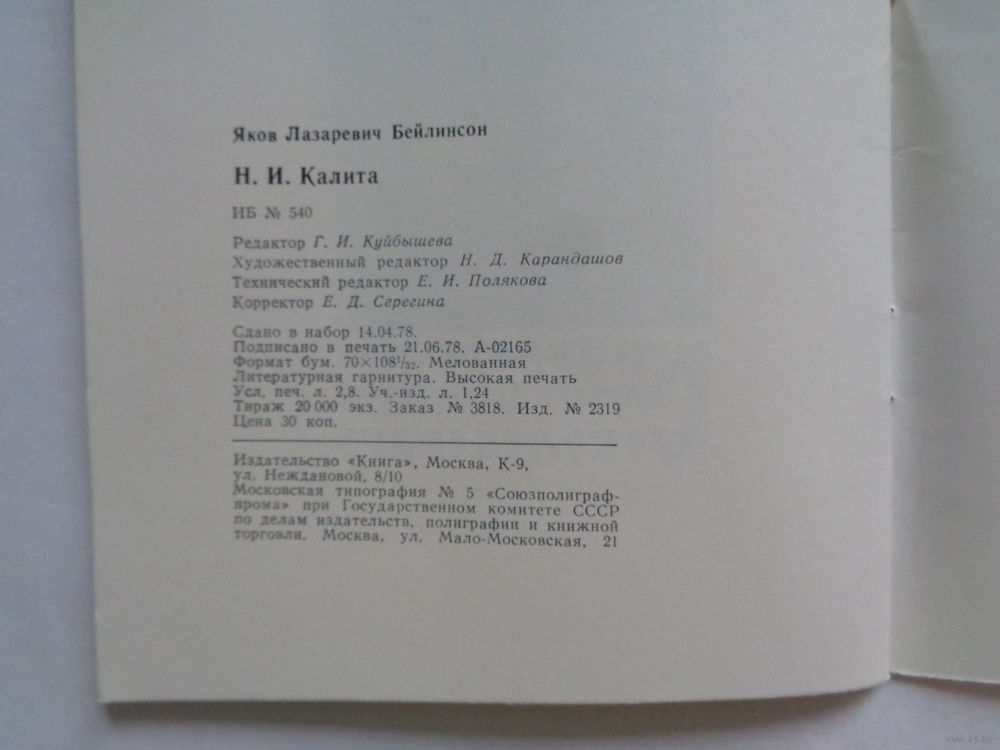 Яков Лазаревич Бейлинсон
Н. И. Калита
ИБ № 540
Редактор Г. И. Куйбышева
Художественный редактор Н. Д. Карандашов
Технический редактор Е. И. Полякова
Корректор Е. Д. Серегина
Сдано в набор 14.04.78.
Подписано в печать 21.06.78. А-02165
Формат бум. 70×108¹/₃₂. Мелованная
Литературная гарнитура. Высокая печать
Усл. печ. л. 2,8. Уч.-изд. л. 1,24
Тираж 20 000 экз. Заказ № 3818. Изд. № 2319
Цена 30 коп.
Издательство «Книга», Москва, К-9,
ул. Неждановой, 8/10
Московская типография № 5 «Союзполиграф-
прома» при Государственном комитете СССР
по делам издательств, полиграфии и книжной
торговли. Москва, ул. Мало-Московская, 21
www.ay.by